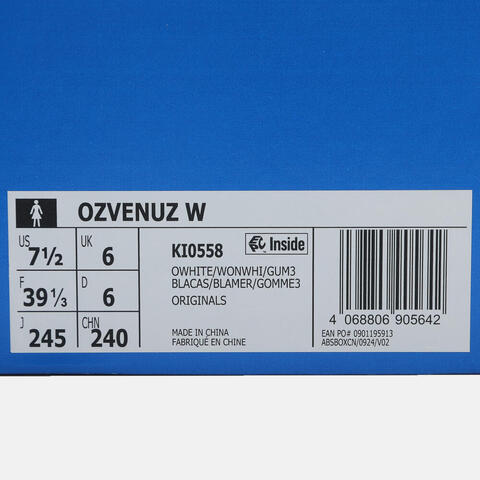 OZVENUZ W
US 7½ UK 6
F 39⅓ D 6
J 245 CHN 240
KI0558 Inside
OWHITE/WONWHI/GUM3
BLACAS/BLAMER/GOMME3
ORIGINALS
MADE IN CHINA
FABRIQUÉ EN CHINE
4 068806 905642
EAN PO# 0901195913
ABSBOXCN/0924/V02